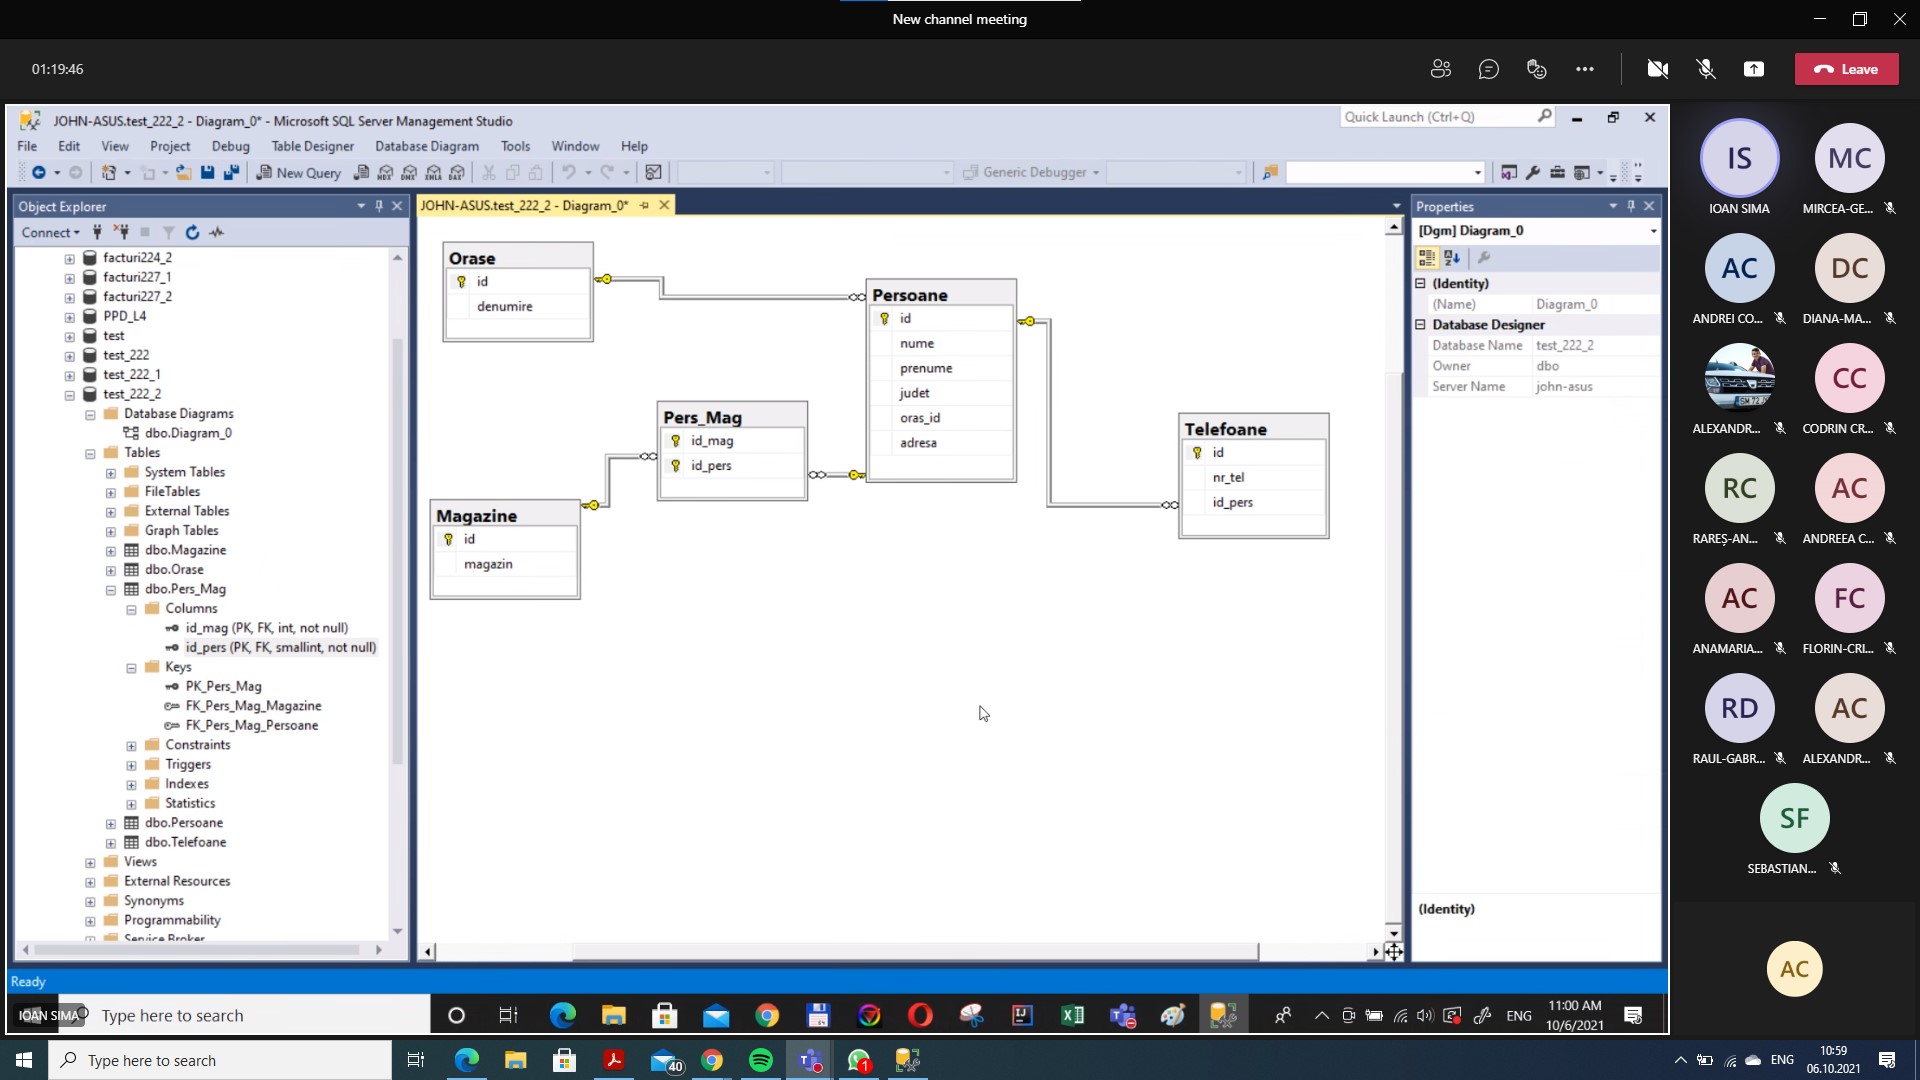 New channel meeting
01:19:46
Leave
JOHN-ASUS.test_222_2 - Diagram_0* - Microsoft SQL Server Management Studio
Quick Launch (Ctrl+Q)
File Edit View Project Debug Table Designer Database Diagram Tools Window Help
New Query
MDX DMX XMLA DAX
Generic Debugger
Object Explorer
Connect
facturi224_2
facturi227_1
facturi227_2
PPD_L4
test
test_222
test_222_1
test_222_2
Database Diagrams
dbo.Diagram_0
Tables
System Tables
FileTables
External Tables
Graph Tables
dbo.Magazine
dbo.Orase
dbo.Pers_Mag
Columns
id_mag (PK, FK, int, not null)
id_pers (PK, FK, smallint, not null)
Keys
PK_Pers_Mag
FK_Pers_Mag_Magazine
FK_Pers_Mag_Persoane
Constraints
Triggers
Indexes
Statistics
dbo.Persoane
dbo.Telefoane
Views
External Resources
Synonyms
Programmability
Service Broker
JOHN-ASUS.test_222_2 - Diagram_0*
Orase
id
denumire
Persoane
id
nume
prenume
judet
oras_id
adresa
Pers_Mag
id_mag
id_pers
Magazine
id
magazin
Telefoane
id
nr_tel
id_pers
Properties
[Dgm] Diagram_0
(Identity)
(Name) Diagram_0
Database Designer
Database Name test_222_2
Owner dbo
Server Name john-asus
(Identity)
IS
IOAN SIMA
MC
MIRCEA-GE...
AC
ANDREI CO...
DC
DIANA-MA...
ALEXANDR...
CC
CODRIN CR...
RC
RAREȘ-AN...
AC
ANDREEA C...
AC
ANAMARIA...
FC
FLORIN-CRI...
RD
RAUL-GABR...
AC
ALEXANDR...
SF
SEBASTIAN...
AC
Ready
IOAN SIMA
Type here to search
ENG
11:00 AM
10/6/2021
Type here to search
40
1
ENG
10:59
06.10.2021